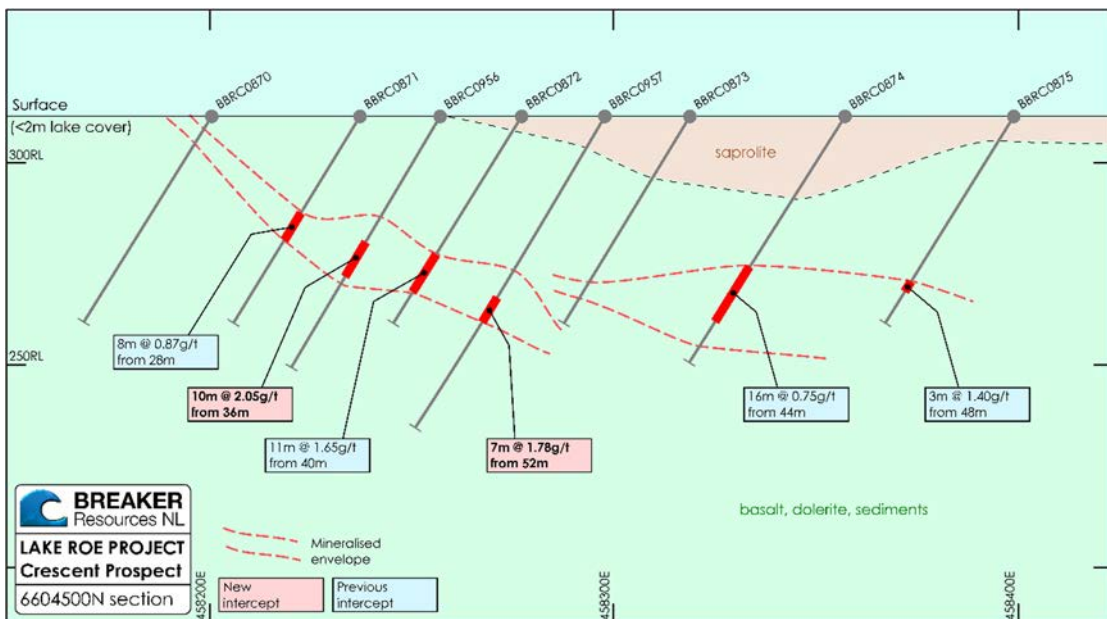 BBRC0870
BBRC0871
BBRC0956
BBRC0872
BBRC0957
BBRC0873
BBRC0874
BBRC0875
Surface
(<2m lake cover)
300RL
saprolite
250RL
8m @ 0.87g/t
from 28m
10m @ 2.05g/t
from 36m
11m @ 1.65g/t
from 40m
7m @ 1.78g/t
from 52m
16m @ 0.75g/t
from 44m
3m @ 1.40g/t
from 48m
basalt, dolerite, sediments
BREAKER
Resources NL
LAKE ROE PROJECT
Crescent Prospect
6604500N section
Mineralised
envelope
New
intercept
Previous
intercept
458200E
458300E
458400E